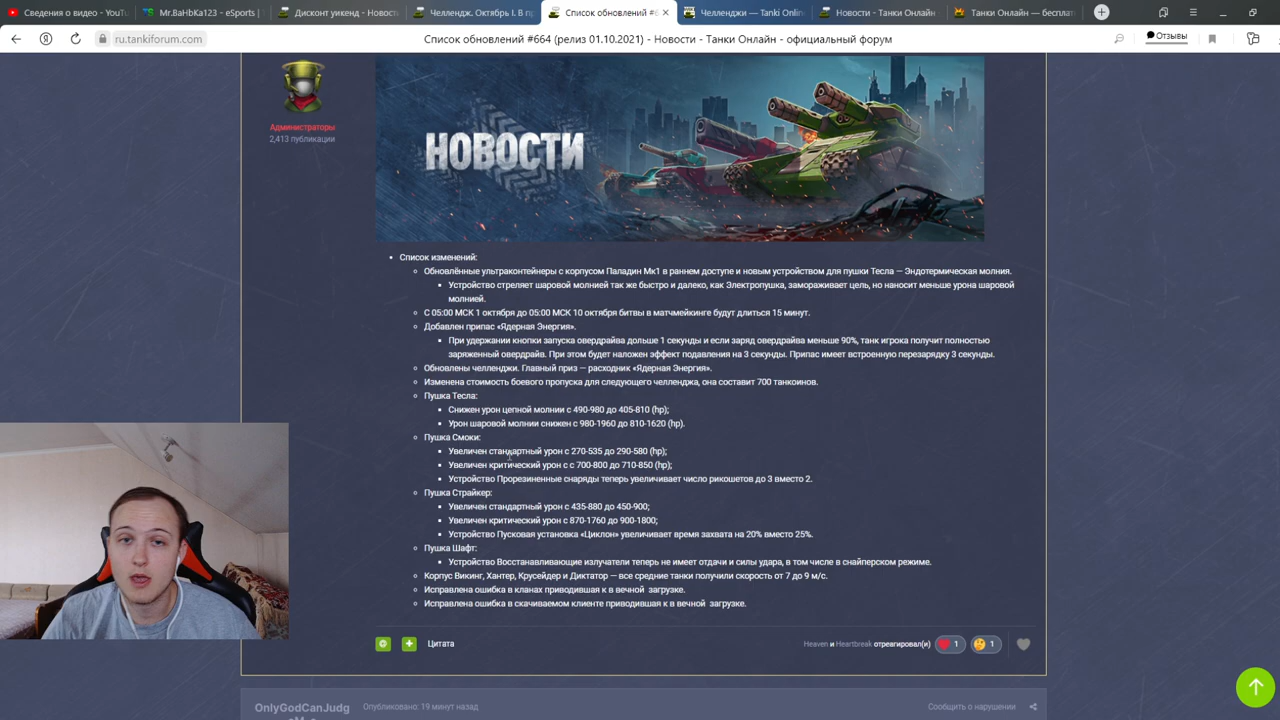 Сведения о видео - YouTu
Mr.BaHbKa123 - eSports |
Дисконт уикенд - Новост
Челлендж. Октябрь I. В п
Список обновлений #6
Челленджи — Tanki Onlin
Новости - Танки Онлайн
Танки Онлайн — бесплат
ru.tankiforum.com
Список обновлений #664 (релиз 01.10.2021) - Новости - Танки Онлайн - официальный форум
Отзывы
Администраторы
2,413 публикации
НОВОСТИ
Список изменений:
Обновлённые ультраконтейнеры с корпусом Паладин Мк1 в раннем доступе и новым устройством для пушки Тесла — Эндотермическая молния.
Устройство стреляет шаровой молнией так же быстро и далеко, как Электропушка, замораживает цель, но наносит меньше урона шаровой
молнией.
С 05:00 МСК 1 октября до 05:00 МСК 10 октября битвы в матчмейкинге будут длиться 15 минут.
Добавлен припас «Ядерная Энергия».
При удержании кнопки запуска овердрайва дольше 1 секунды и если заряд овердрайва меньше 90%, танк игрока получит полностью
заряженный овердрайв. При этом будет наложен эффект подавления на 3 секунды. Припас имеет встроенную перезарядку 3 секунды.
Обновлены челленджи. Главный приз — расходник «Ядерная Энергия».
Изменена стоимость боевого пропуска для следующего челленджа, она составит 700 танкоинов.
Пушка Тесла:
Снижен урон цепной молнии с 490-980 до 405-810 (hp);
Урон шаровой молнии снижен с 980-1960 до 810-1620 (hp).
Пушка Смоки:
Увеличен стандартный урон с 270-535 до 290-580 (hp);
Увеличен критический урон с с 700-800 до 710-850 (hp);
Устройство Прорезиненные снаряды теперь увеличивает число рикошетов до 3 вместо 2.
Пушка Страйкер:
Увеличен стандартный урон с 435-880 до 450-900;
Увеличен критический урон с 870-1760 до 900-1800;
Устройство Пусковая установка «Циклон» увеличивает время захвата на 20% вместо 25%.
Пушка Шафт:
Устройство Восстанавливающие излучатели теперь не имеет отдачи и силы удара, в том числе в снайперском режиме.
Корпус Викинг, Хантер, Крусейдер и Диктатор — все средние танки получили скорость от 7 до 9 м/с.
Исправлена ошибка в кланах приводившая к в вечной загрузке.
Исправлена ошибка в скачиваемом клиенте приводившая к в вечной загрузке.
Цитата
Heaven и Heartbreak отреагировал(и)
1
1
OnlyGodCanJudg
Опубликовано: 19 минут назад
Сообщить о нарушении